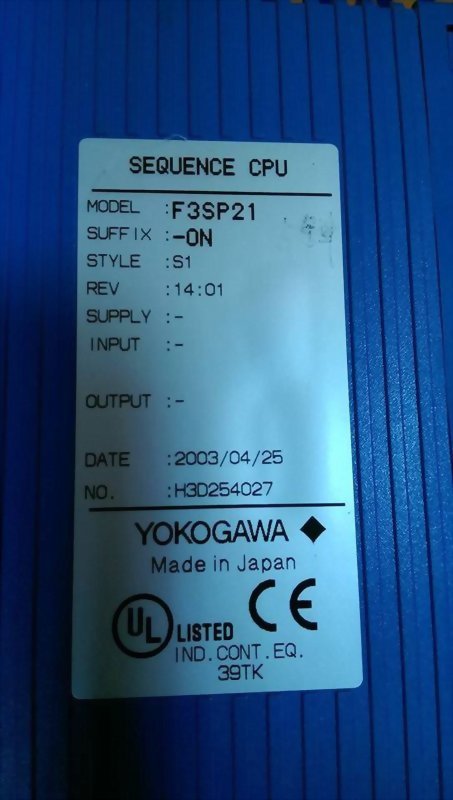 SEQUENCE CPU
MODEL :F3SP21
SUFFIX :-0N
STYLE :S1
REV :14:01
SUPPLY :-
INPUT :-
OUTPUT :-
DATE :2003/04/25
NO. :H3D254027
YOKOGAWA ◆
Made in Japan
UL LISTED CE
IND.CONT.EQ.
39TK